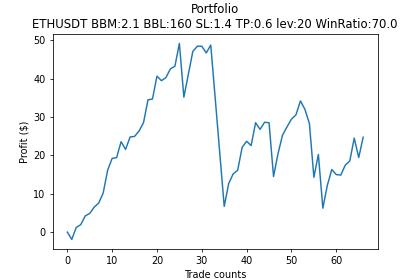 Portfolio
ETHUSDT BBM:2.1 BBL:160 SL:1.4 TP:0.6 lev:20 WinRatio:70.0
50
40
30
20
10
0
Profit ($)
0 10 20 30 40 50 60
Trade counts